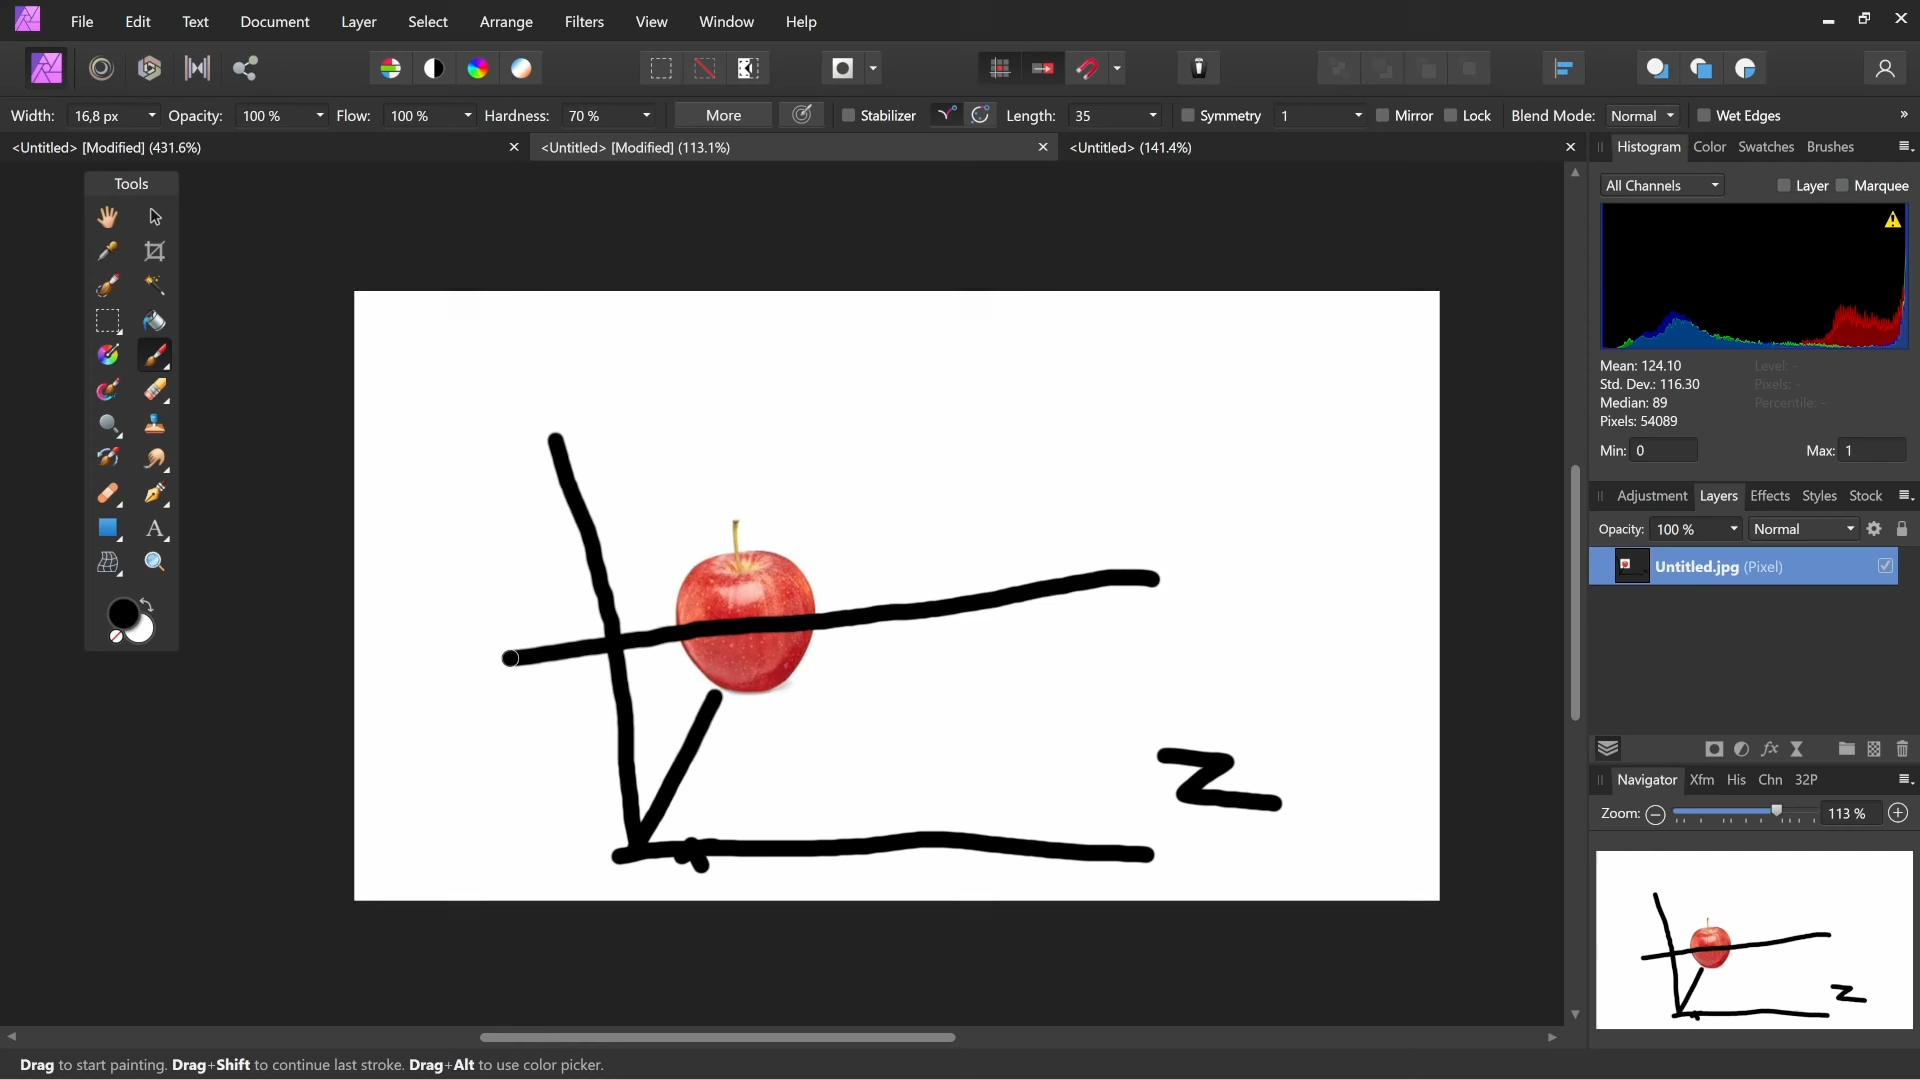 File Edit Text Document Layer Select Arrange Filters View Window Help
Width: 16,8 px Opacity: 100 % Flow: 100 % Hardness: 70 % More Stabilizer Length: 35 Symmetry 1 Mirror Lock Blend Mode: Normal Wet Edges »
<Untitled> [Modified] (431.6%) <Untitled> [Modified] (113.1%) <Untitled> (141.4%)
Tools
A
Histogram Color Swatches Brushes
All Channels Layer Marquee
Mean: 124.10 Level: -
Std. Dev.: 116.30 Pixels: -
Median: 89 Percentile: -
Pixels: 54089
Min: 0 Max: 1
Adjustment Layers Effects Styles Stock
Opacity: 100 % Normal
Untitled.jpg (Pixel)
fx
Navigator Xfm His Chn 32P
Zoom: 113 %
Z
Drag to start painting. Drag+Shift to continue last stroke. Drag+Alt to use color picker.